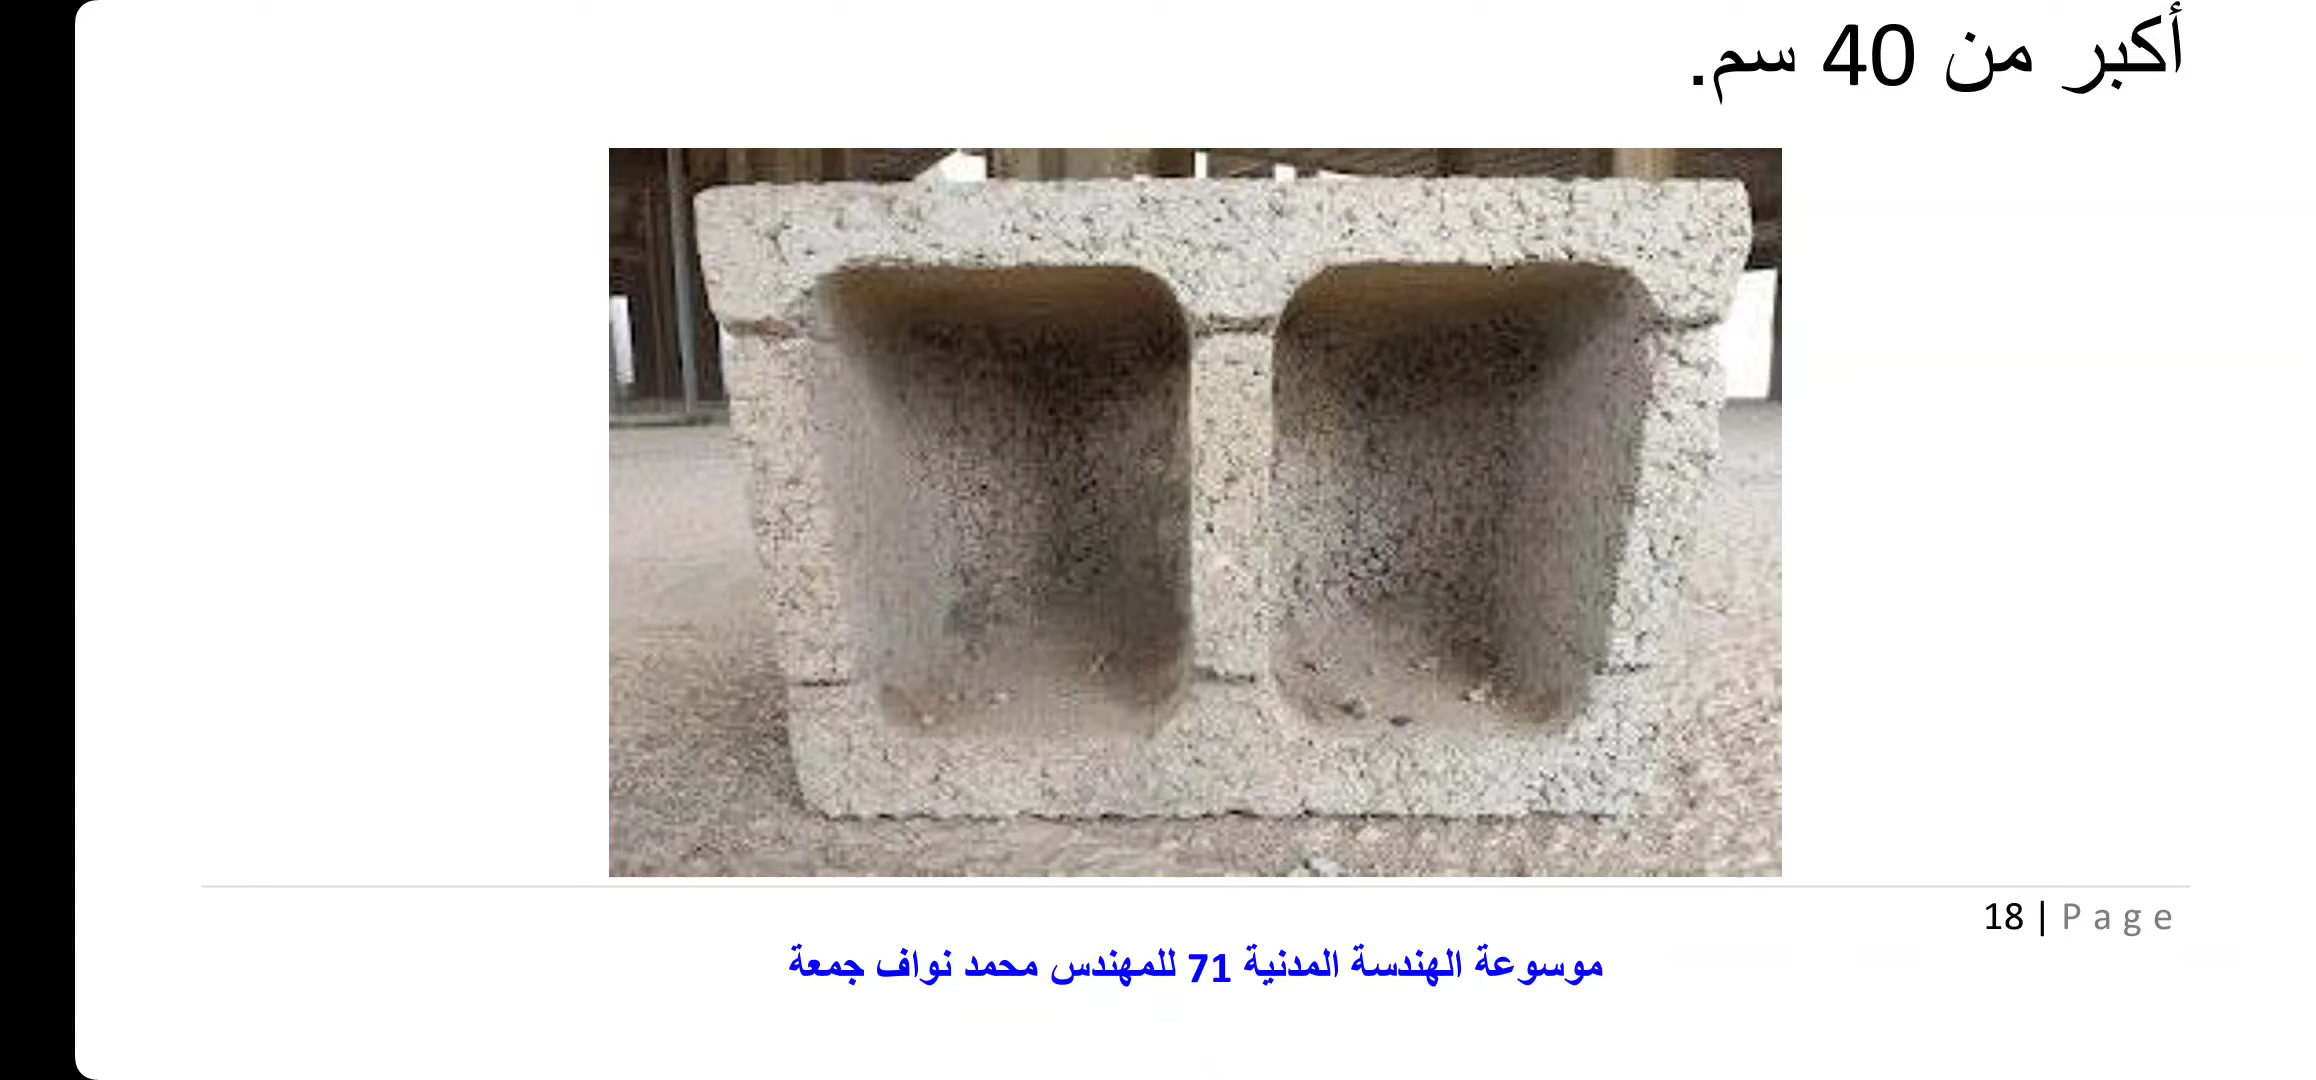 أكبر من 40 سم.
18 | Page
موسوعة الهندسة المدنية 71 للمهندس محمد نواف جمعة